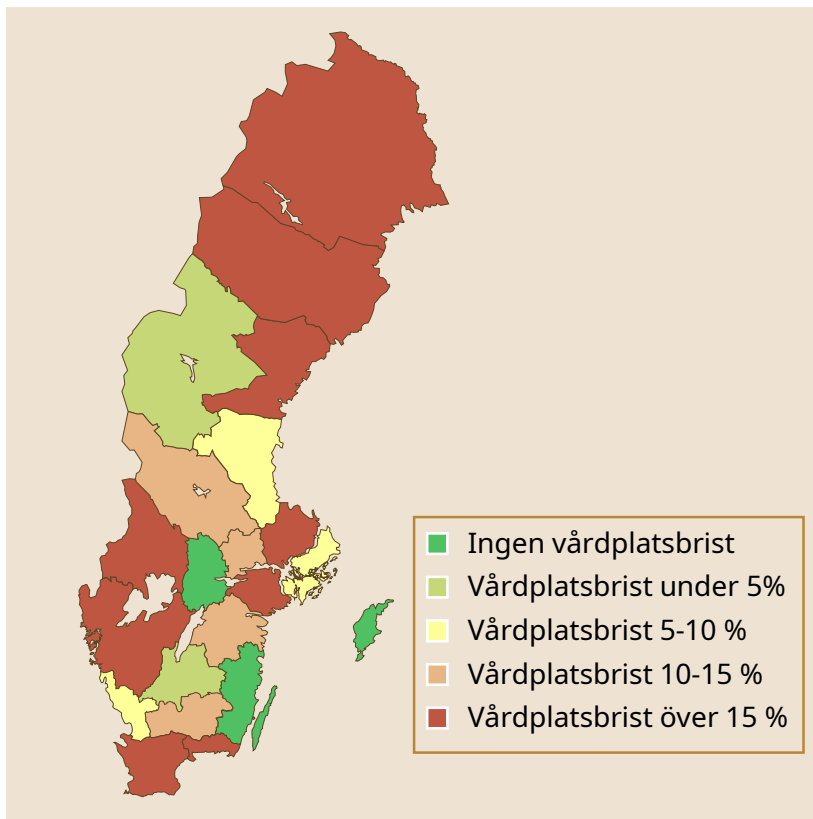 Ingen vårdplatsbrist
Vårdplatsbrist under 5%
Vårdplatsbrist 5-10 %
Vårdplatsbrist 10-15 %
Vårdplatsbrist över 15 %